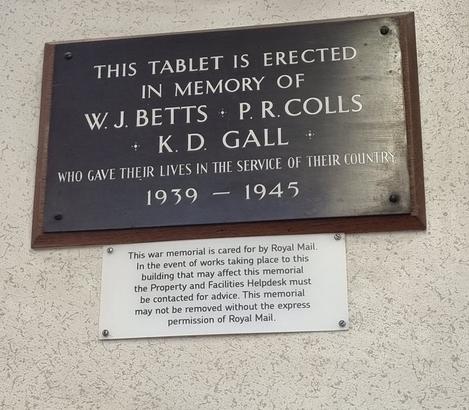 THIS TABLET IS ERECTED
IN MEMORY OF
W. J. BETTS · P. R. COLLS
· K. D. GALL ·
WHO GAVE THEIR LIVES IN THE SERVICE OF THEIR COUNTRY
1939 — 1945
This war memorial is cared for by Royal Mail.
In the event of works taking place to this
building that may affect this memorial
the Property and Facilities Helpdesk must
be contacted for advice. This memorial
may not be removed without the express
permission of Royal Mail.